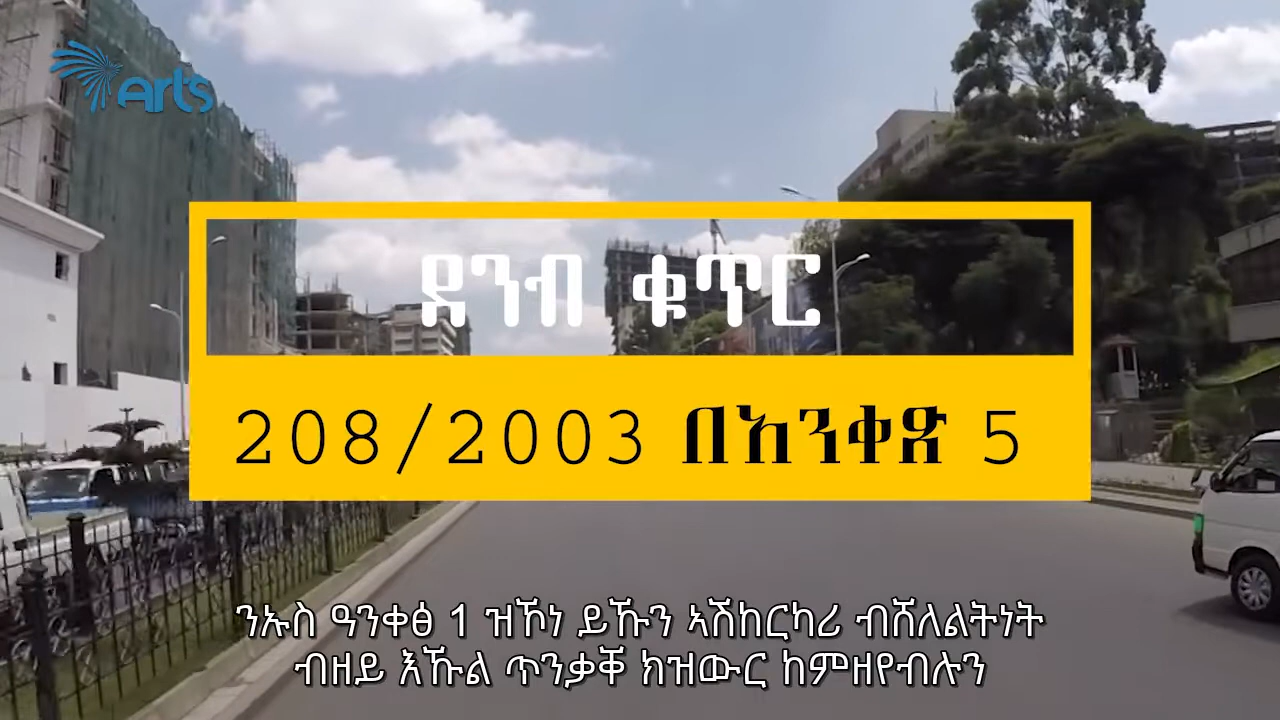 arts
ደንብ ቁጥር
208/2003 በአንቀጽ 5
ንኡስ ዓንቀፅ 1 ዝኾነ ይኹን ኣሽከርካሪ ብሸለልትነት
ብዘይ እኹል ጥንቃቐ ክዝውር ከምዘየብሉን